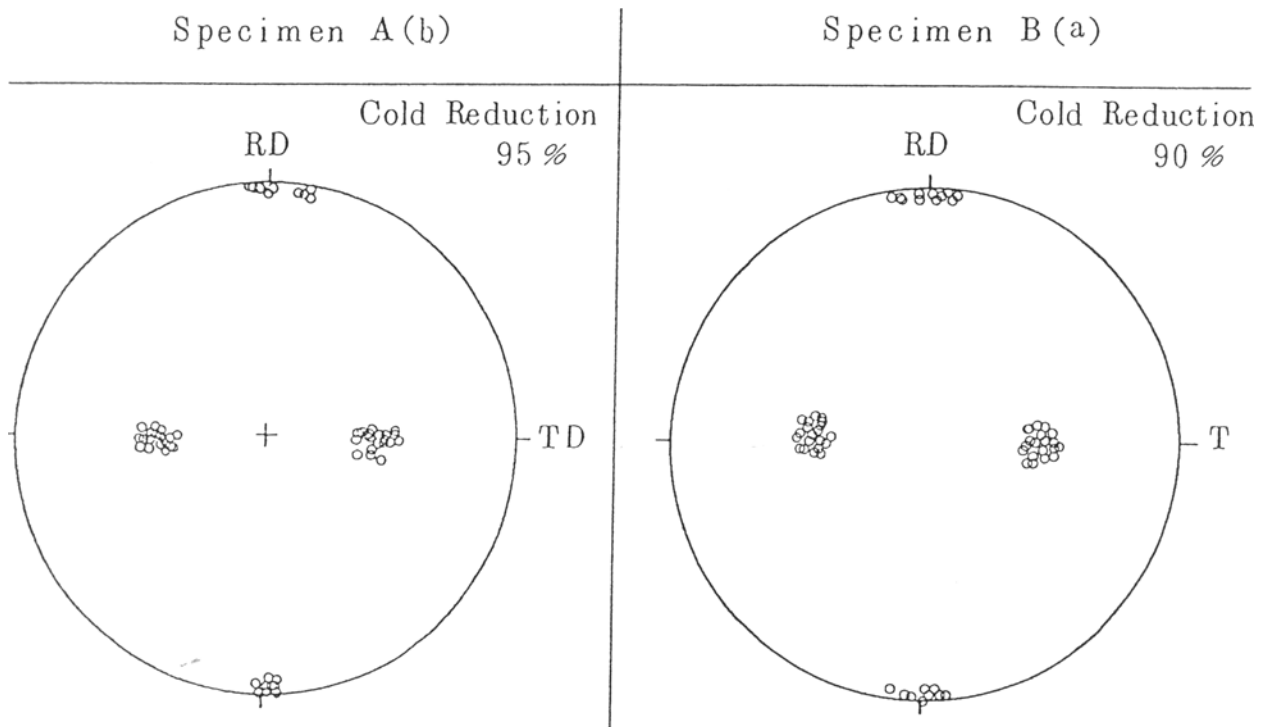 Specimen A(b)
Cold Reduction
95 %
RD
TD
Specimen B(a)
Cold Reduction
90 %
RD
T